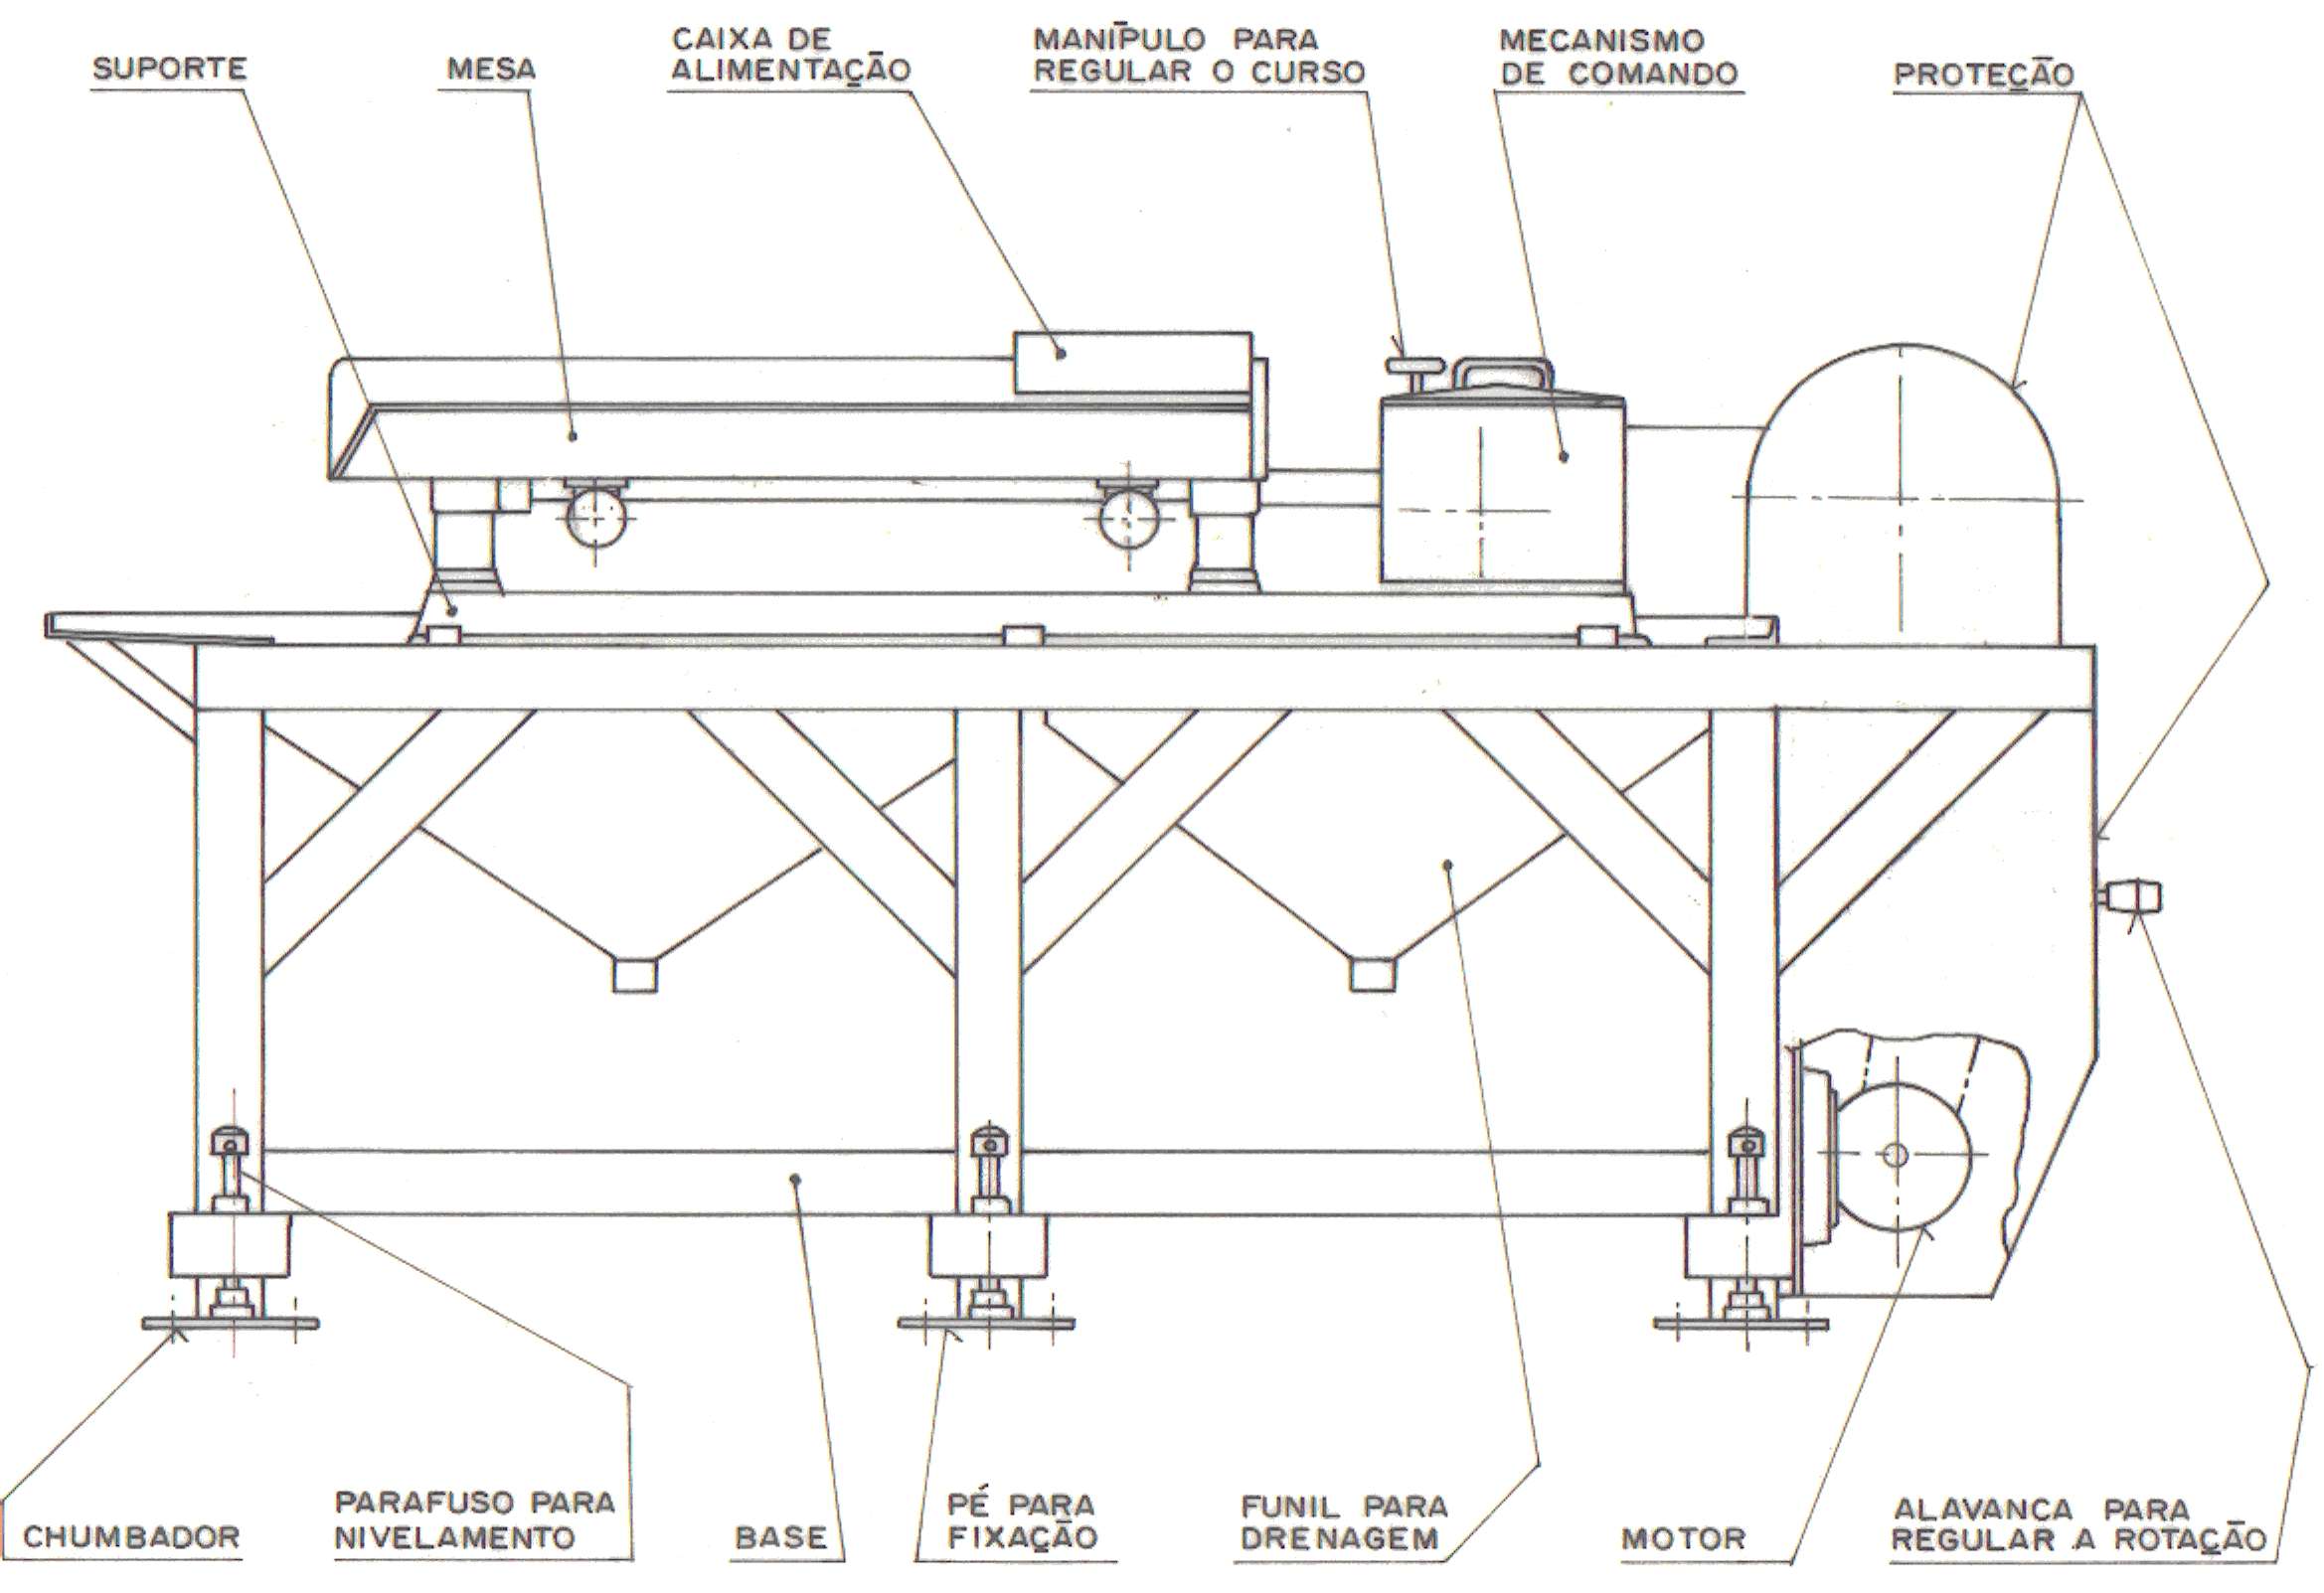 SUPORTE
MESA
CAIXA DE
ALIMENTAÇÃO
MANÍPULO PARA
REGULAR O CURSO
MECANISMO
DE COMANDO
PROTEÇÃO
CHUMBADOR
PARAFUSO PARA
NIVELAMENTO
BASE
PÉ PARA
FIXAÇÃO
FUNIL PARA
DRENAGEM
MOTOR
ALAVANCA PARA
REGULAR A ROTAÇÃO